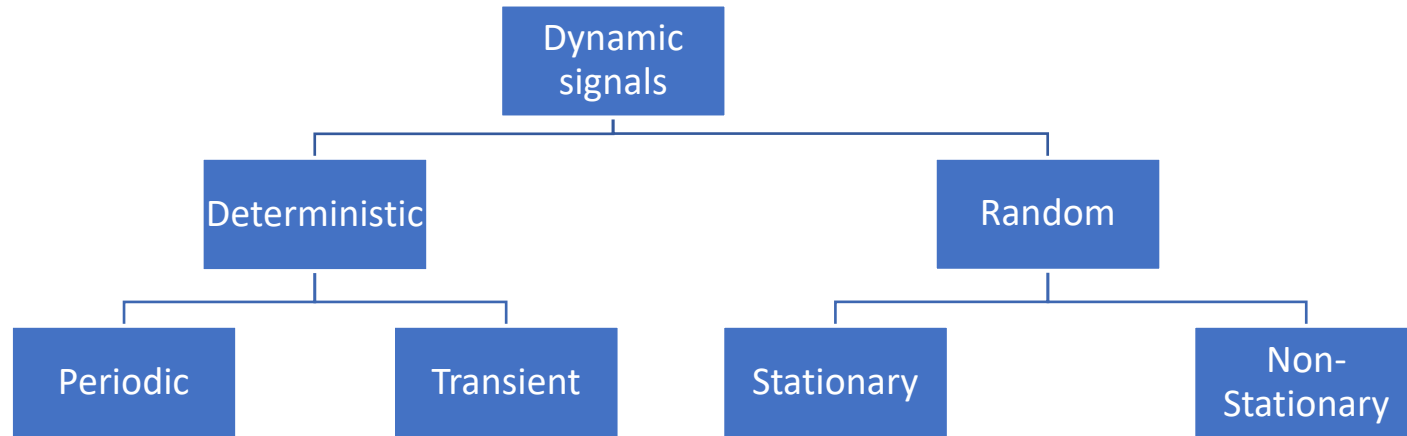 Dynamic
signals
Deterministic
Random
Periodic
Transient
Stationary
Non-
Stationary